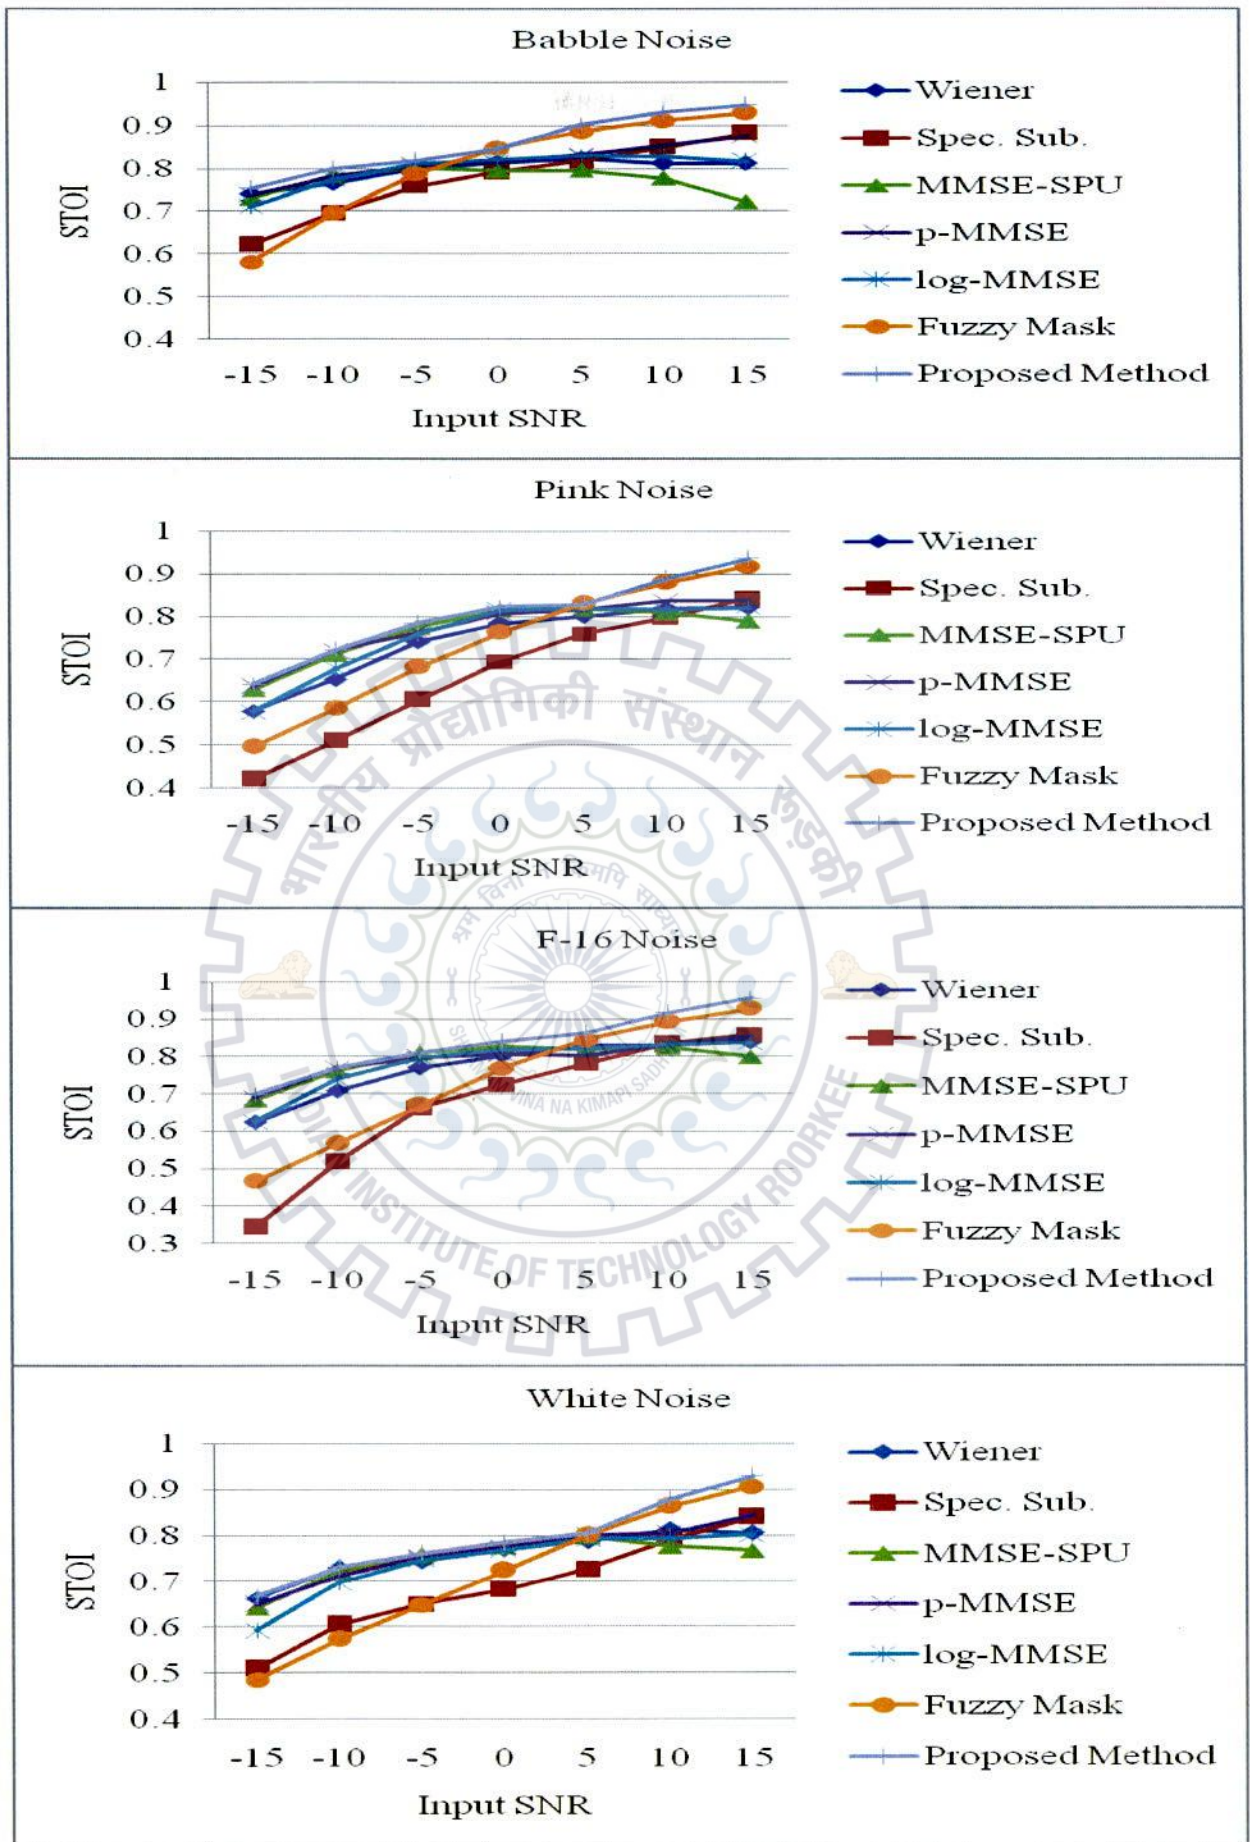 Babble Noise
1
0.9
0.8
0.7
0.6
0.5
0.4
STOI
-15 -10 -5 0 5 10 15
Input SNR
Wiener
Spec. Sub.
MMSE-SPU
p-MMSE
log-MMSE
Fuzzy Mask
Proposed Method
Pink Noise
1
0.9
0.8
0.7
0.6
0.5
0.4
STOI
-15 -10 -5 0 5 10 15
Input SNR
Wiener
Spec. Sub.
MMSE-SPU
p-MMSE
log-MMSE
Fuzzy Mask
Proposed Method
F-16 Noise
1
0.9
0.8
0.7
0.6
0.5
0.4
0.3
STOI
-15 -10 -5 0 5 10 15
Input SNR
Wiener
Spec. Sub.
MMSE-SPU
p-MMSE
log-MMSE
Fuzzy Mask
Proposed Method
White Noise
1
0.9
0.8
0.7
0.6
0.5
0.4
STOI
-15 -10 -5 0 5 10 15
Input SNR
Wiener
Spec. Sub.
MMSE-SPU
p-MMSE
log-MMSE
Fuzzy Mask
Proposed Method
भारतीय प्रौद्योगिकी संस्थान रूड़की
श्रम विना न किमपि
VINA NA KIMAPI
INSTITUTE OF TECHNOLOGY ROORKEE